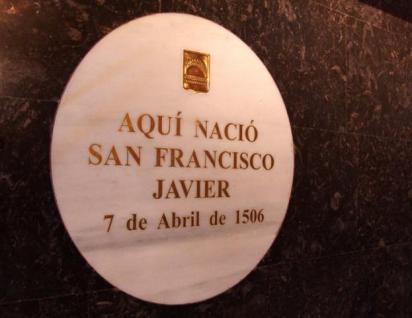 AQUÍ NACIÓ
SAN FRANCISCO
JAVIER
7 de Abril de 1506